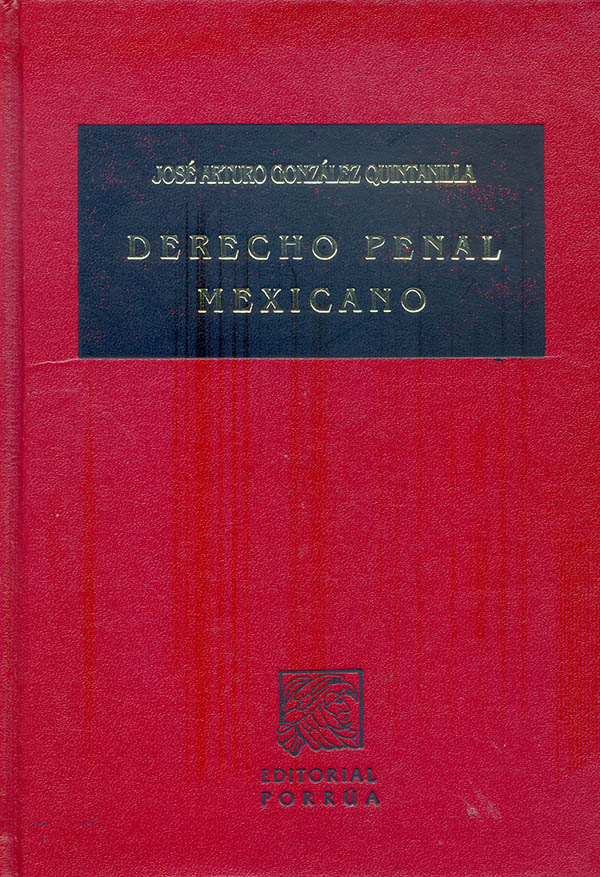 JOSÉ ARTURO GONZÁLEZ QUINTANILLA
DERECHO PENAL
MEXICANO
EDITORIAL
PORRÚA